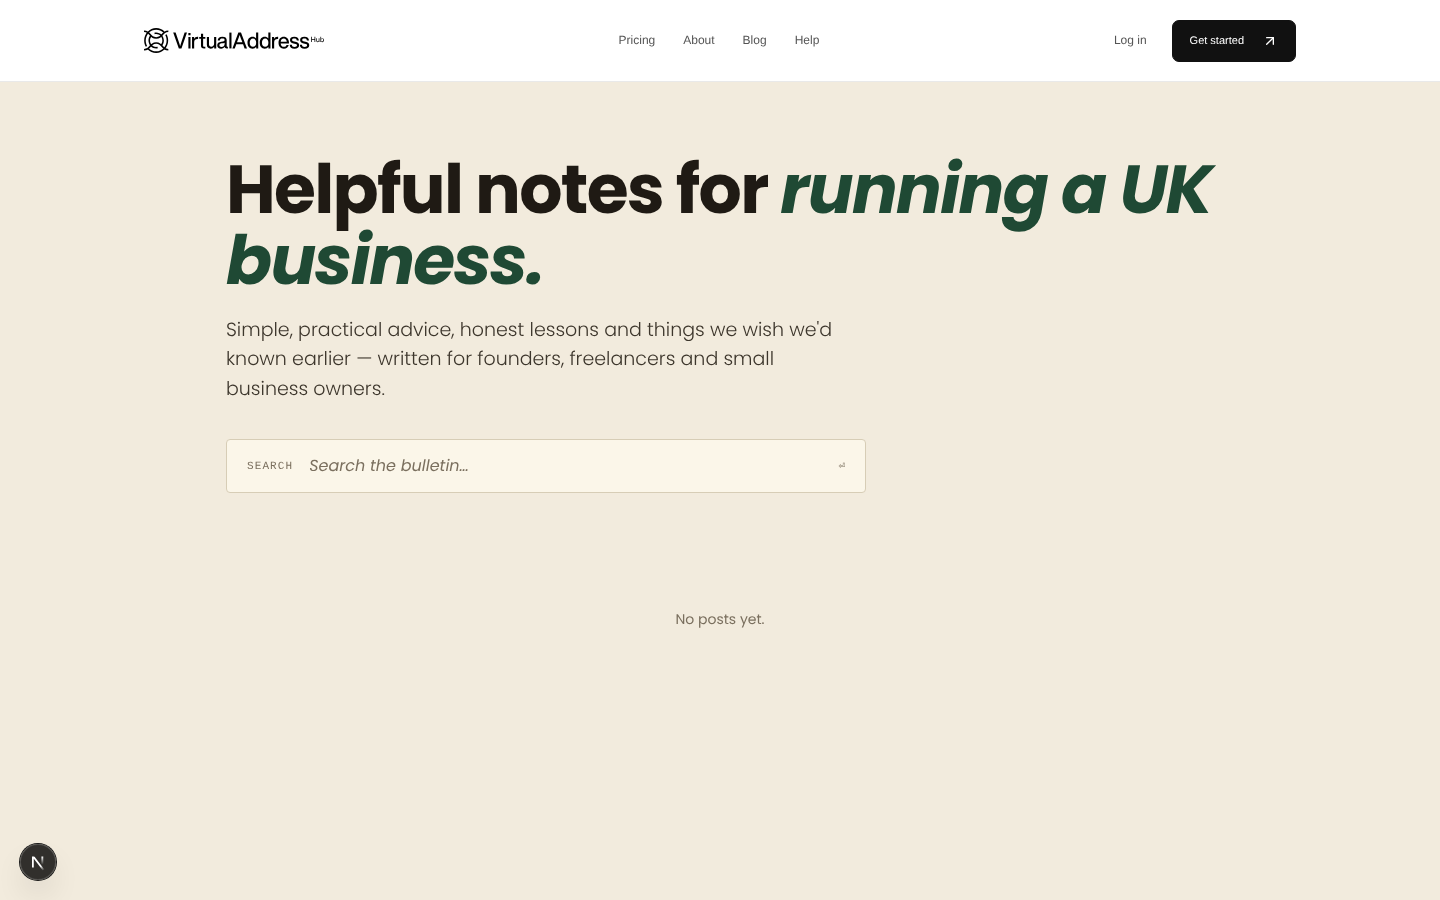 VirtualAddress Hub
Pricing
About
Blog
Help
Log in
Get started
Helpful notes for running a UK
business.
Simple, practical advice, honest lessons and things we wish we'd
known earlier — written for founders, freelancers and small
business owners.
SEARCH Search the bulletin...
No posts yet.
N